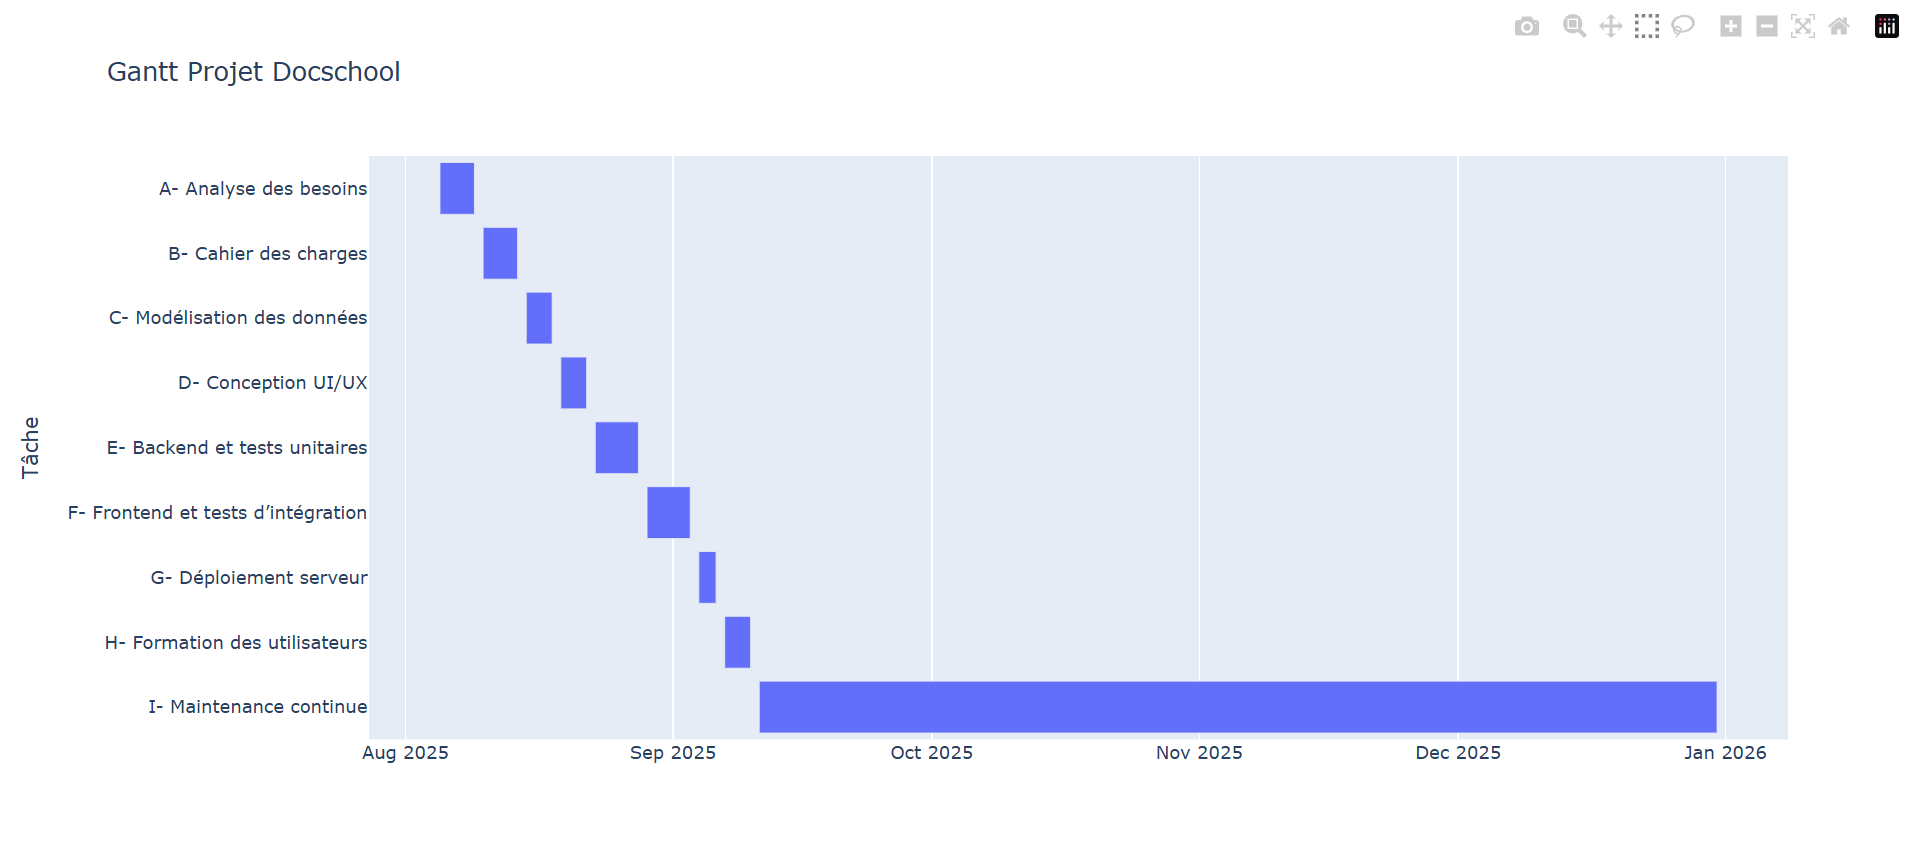 Gantt Projet Docschool
Tâche
A- Analyse des besoins
B- Cahier des charges
C- Modélisation des données
D- Conception UI/UX
E- Backend et tests unitaires
F- Frontend et tests d’intégration
G- Déploiement serveur
H- Formation des utilisateurs
I- Maintenance continue
Aug 2025 Sep 2025 Oct 2025 Nov 2025 Dec 2025 Jan 2026